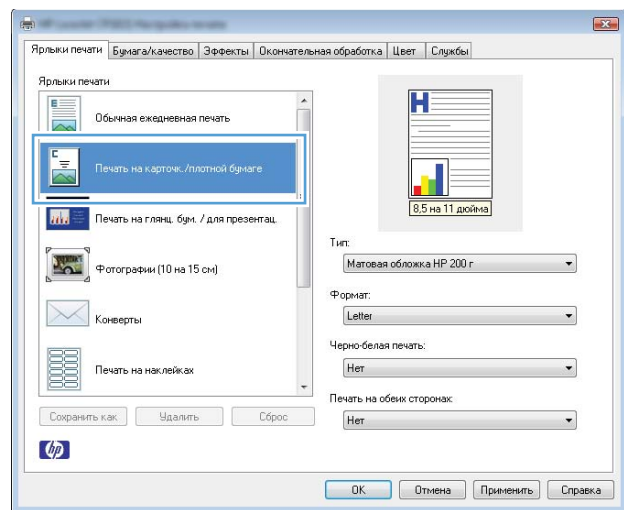 Ярлыки печати Бумага/качество Эффекты Окончательная обработка Цвет Службы
Ярлыки печати
Обычная ежедневная печать
Печать на карточк./плотной бумаге
Печать на глянц. бум. / для презентац.
Фотографии (10 на 15 см)
Конверты
Печать на наклейках
Сохранить как Удалить Сброс
8,5 на 11 дюйма
Тип:
Матовая обложка HP 200 г
Формат:
Letter
Черно-белая печать:
Нет
Печать на обеих сторонах:
Нет
hp
OK Отмена Применить Справка